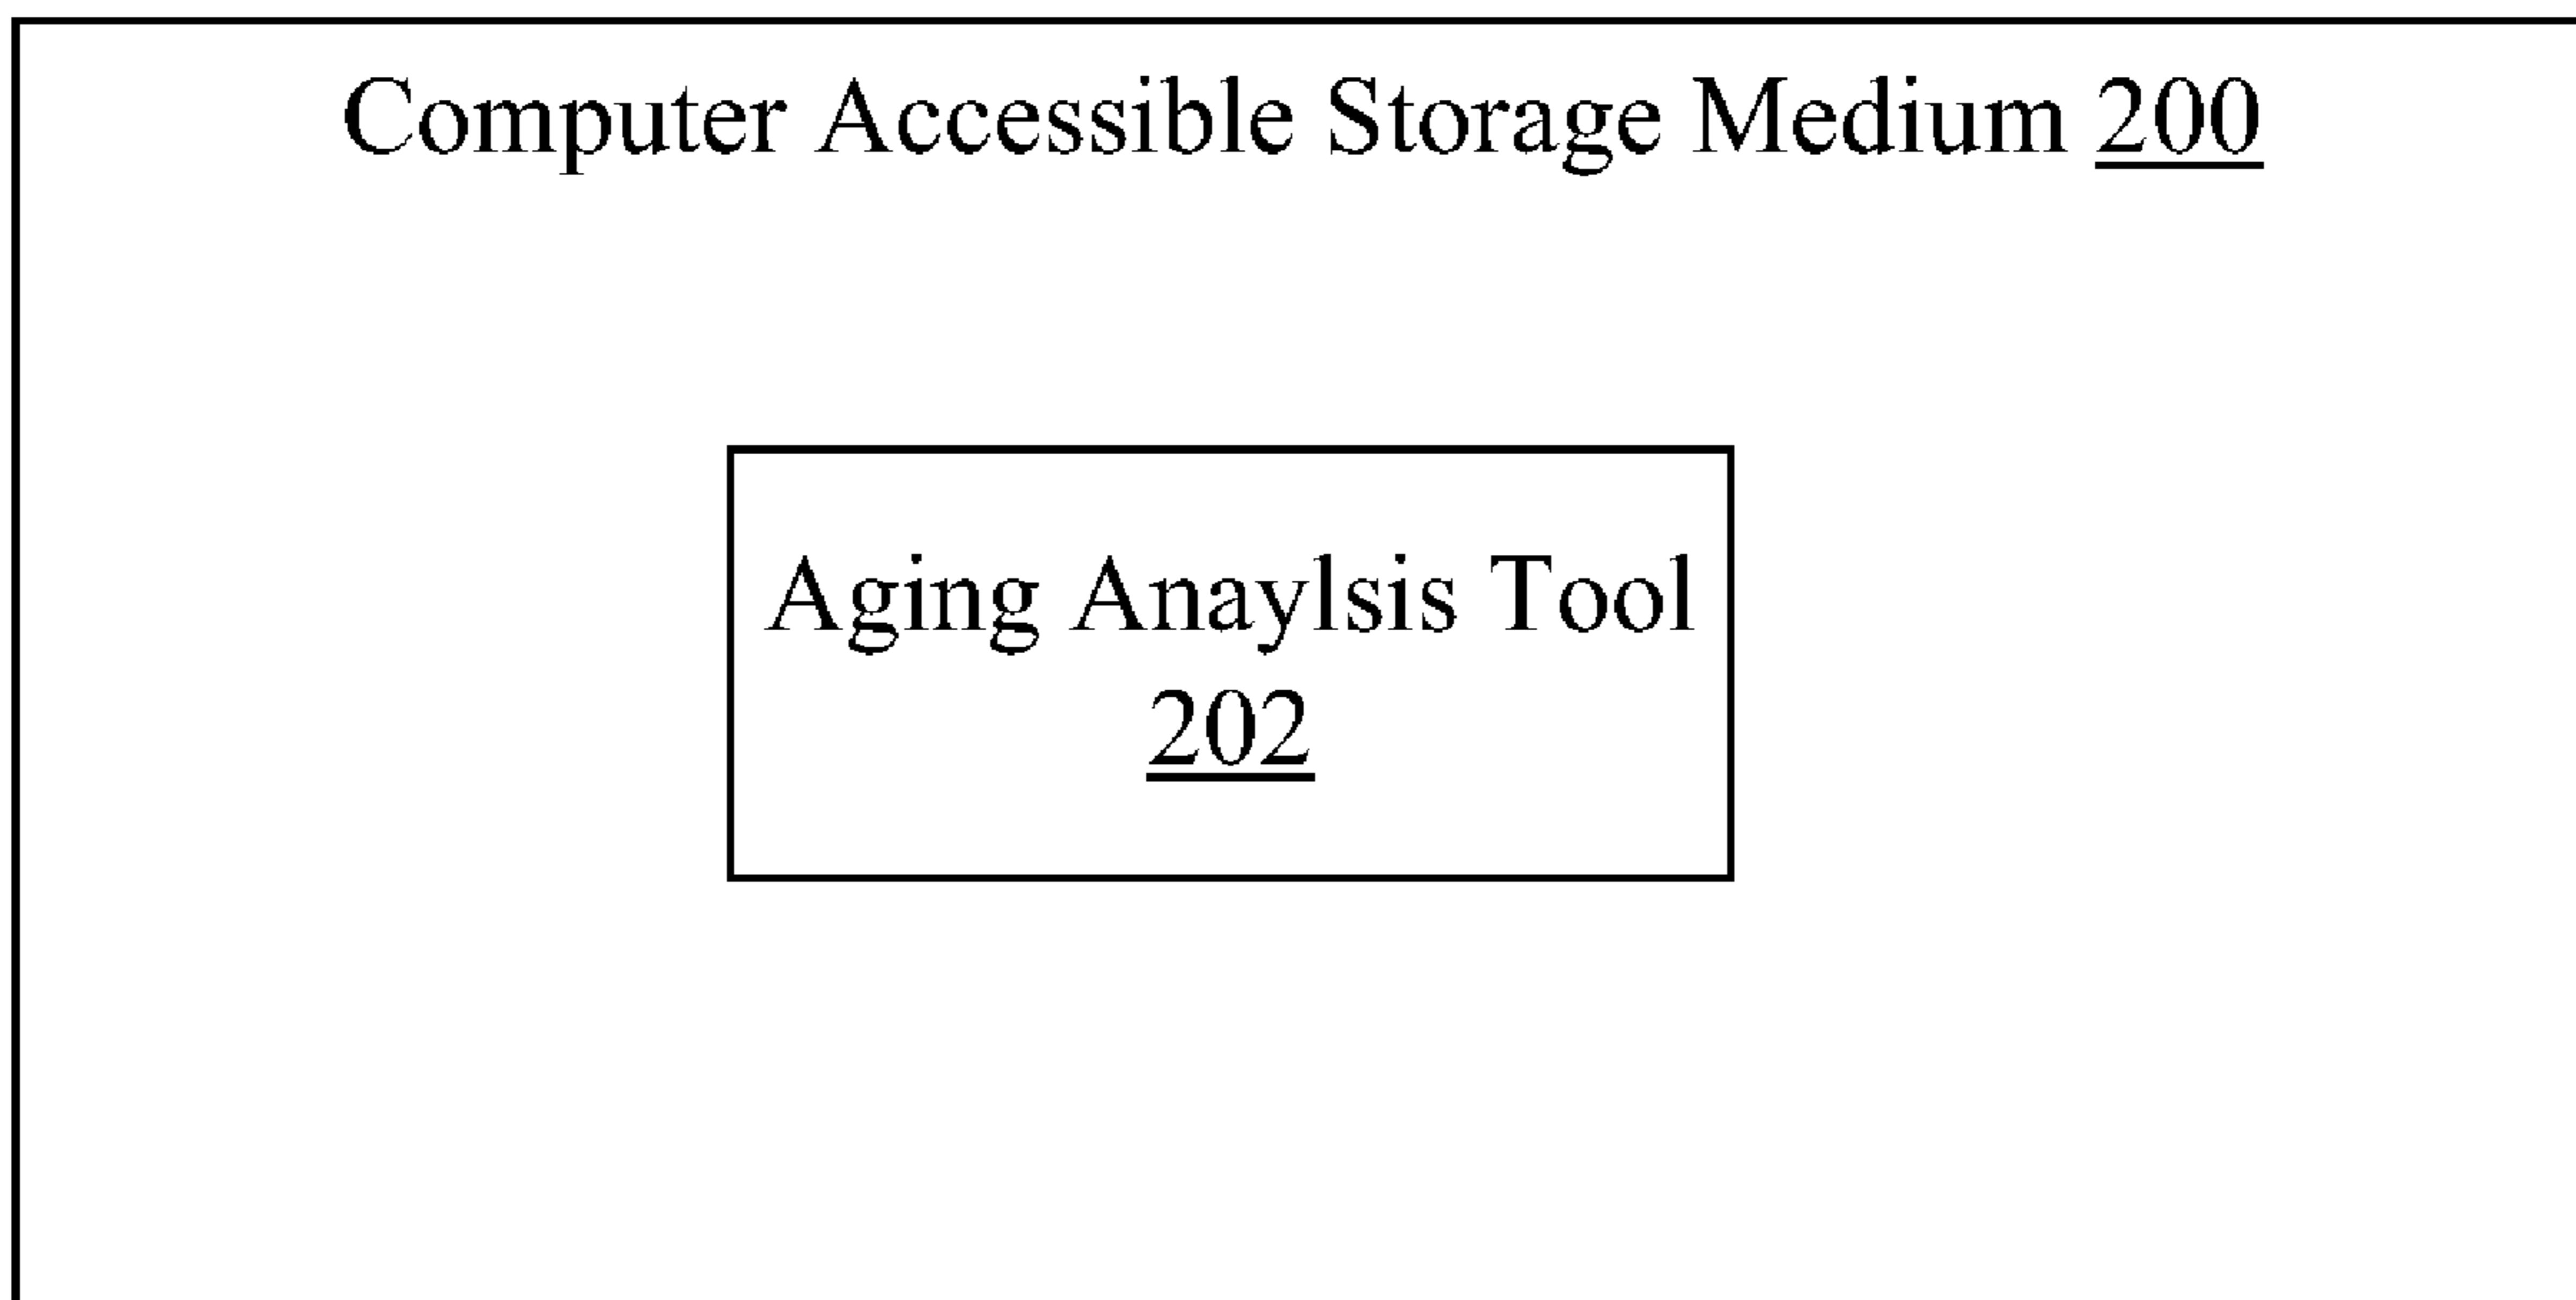 Computer Accessible Storage Medium 200
Aging Anaylsis Tool
202